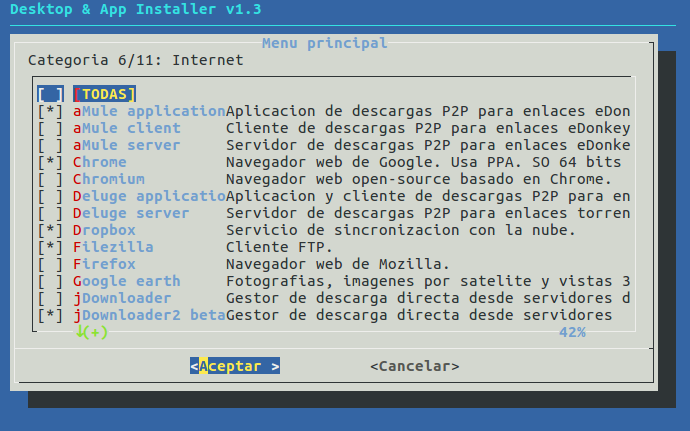 Desktop & App Installer v1.3
Menu principal
Categoria 6/11: Internet
[ ] [TODAS]
[*] aMule applicationAplicacion de descargas P2P para enlaces eDon
[ ] aMule client Cliente de descargas P2P para enlaces eDonkey
[ ] aMule server Servidor de descargas P2P para enlaces eDonke
[*] Chrome Navegador web de Google. Usa PPA. SO 64 bits
[ ] Chromium Navegador web open-source basado en Chrome.
[ ] Deluge applicatioAplicacion y cliente de descargas P2P para en
[ ] Deluge server Servidor de descargas P2P para enlaces torren
[*] Dropbox Servicio de sincronizacion con la nube.
[*] Filezilla Cliente FTP.
[ ] Firefox Navegador web de Mozilla.
[ ] Google earth Fotografias, imagenes por satelite y vistas 3
[ ] jDownloader Gestor de descarga directa desde servidores d
[*] jDownloader2 betaGestor de descarga directa desde servidores
↓(+) 42%
<Aceptar > <Cancelar>